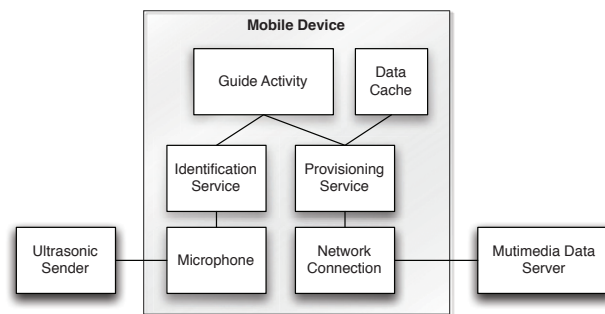 Mobile Device
Guide Activity
Data
Cache
Identification
Service
Provisioning
Service
Ultrasonic
Sender
Microphone
Network
Connection
Mutimedia Data
Server